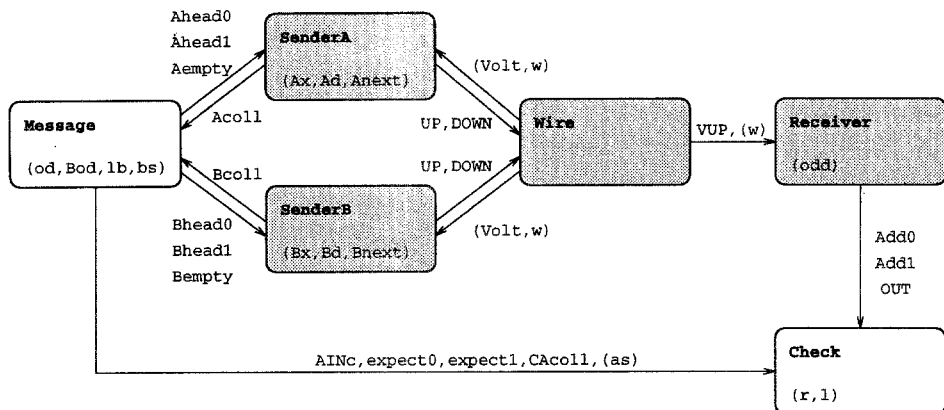 Ahead0
Ahead1
Aempty
SenderA
(Ax,Ad,Anext)
(Volt,w)
Message
(od,Bod,lb,bs)
Acoll
UP,DOWN
Wire
VUP,(w)
Receiver
(odd)
Bcoll
UP,DOWN
SenderB
(Bx,Bd,Bnext)
(Volt,w)
Bhead0
Bhead1
Bempty
Add0
Add1
OUT
AINc,expect0,expect1,CAcoll,(as)
Check
(r,l)